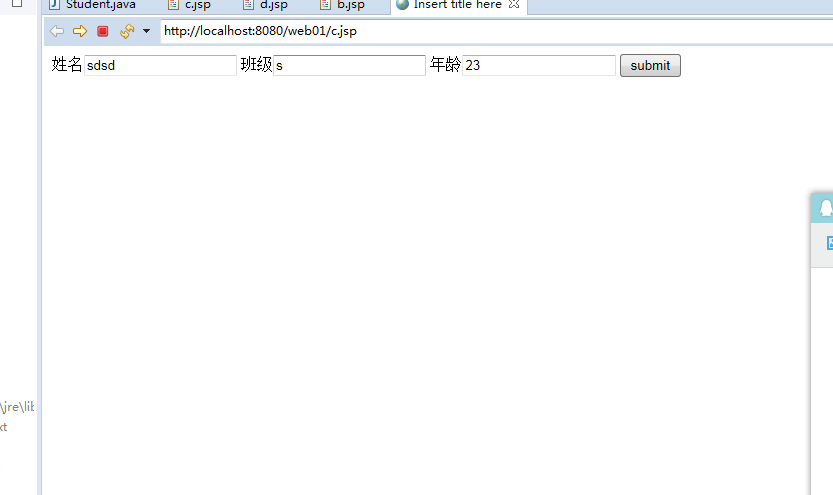 Student.java c.jsp d.jsp b.jsp Insert title here
http://localhost:8080/web01/c.jsp
姓名 sdsd 班级 s 年龄 23 submit
\jre\lib
xt